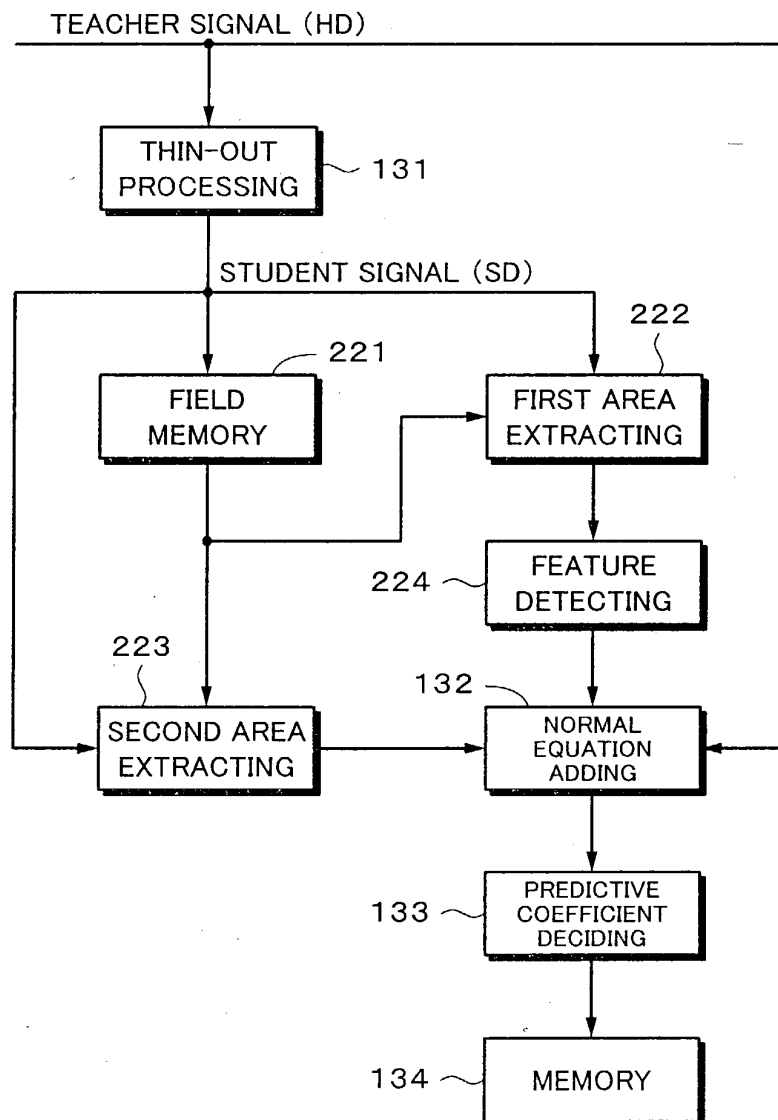 TEACHER SIGNAL (HD)
THIN-OUT
PROCESSING
131
STUDENT SIGNAL (SD)
222
221
FIELD
MEMORY
FIRST AREA
EXTRACTING
224
FEATURE
DETECTING
223
132
SECOND AREA
EXTRACTING
NORMAL
EQUATION
ADDING
133
PREDICTIVE
COEFFICIENT
DECIDING
134
MEMORY